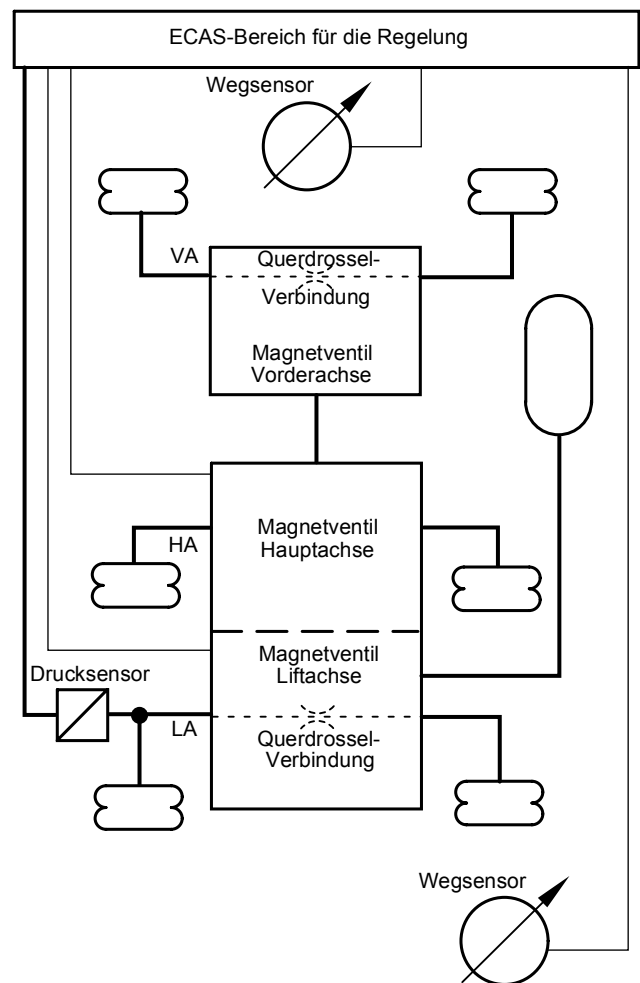 ECAS-Bereich für die Regelung
Wegsensor
VA
Querdrossel-
Verbindung
Magnetventil
Vorderachse
HA
Magnetventil
Hauptachse
Drucksensor
Magnetventil
Liftachse
LA
Querdrossel-
Verbindung
Wegsensor